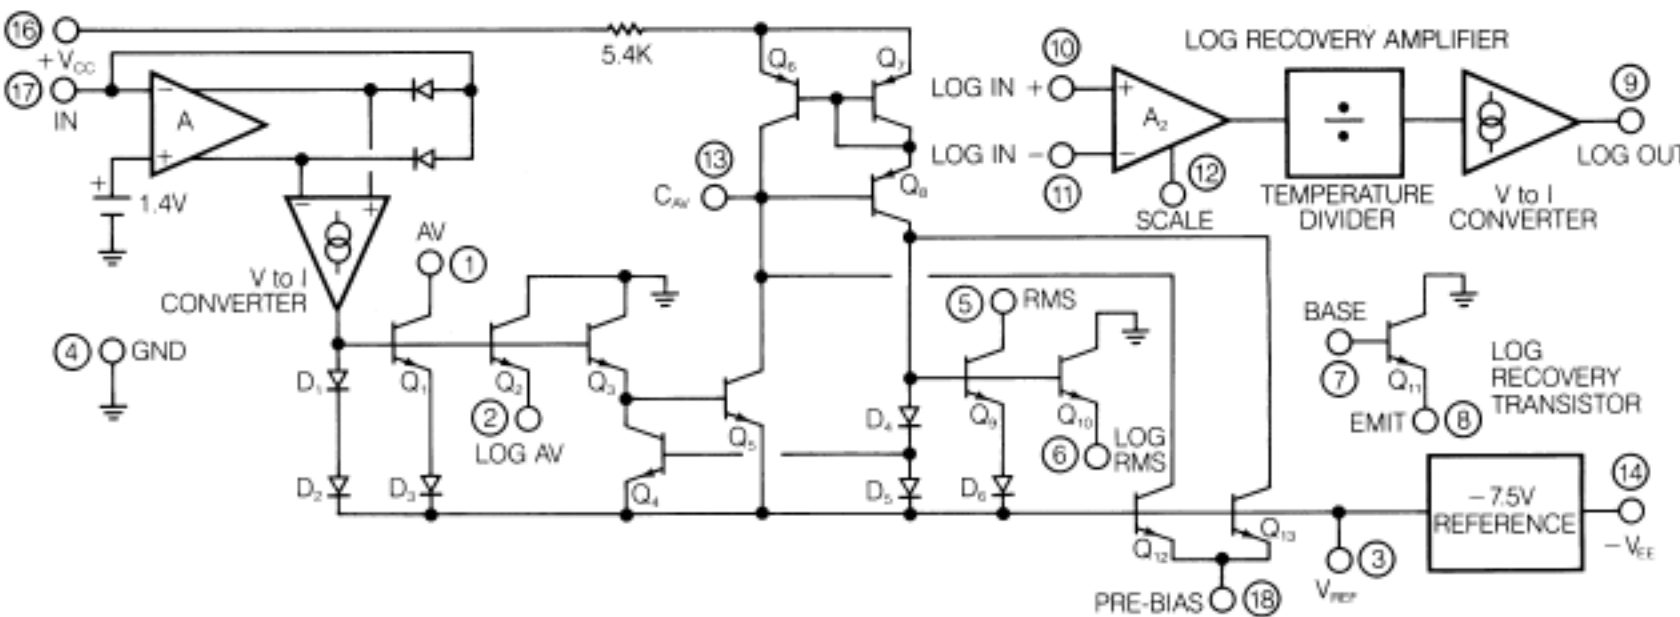 16
+VCC
17
IN
A
−
+
+
1.4V
5.4K
Q6
Q7
13
CAV
Q8
10
LOG IN +
LOG IN −
11
+
−
A2
12
SCALE
LOG RECOVERY AMPLIFIER
÷
TEMPERATURE
DIVIDER
V to I
CONVERTER
9
LOG OUT
−
+
V to I
CONVERTER
AV
1
4
GND
D1
D2
Q1
D3
Q2
2
LOG AV
Q3
Q4
Q5
D4
D5
5
RMS
Q9
D6
Q10
6
LOG
RMS
Q12
Q13
PRE-BIAS
18
BASE
7
Q11
EMIT
8
LOG
RECOVERY
TRANSISTOR
−7.5V
REFERENCE
14
−VEE
3
VREF